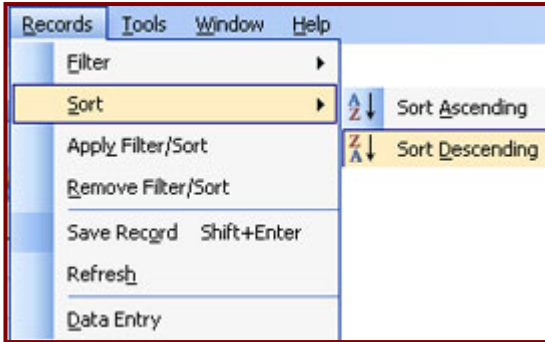 Records Tools Window Help
Filter
Sort
A Z Sort Ascending
Apply Filter/Sort
Z A Sort Descending
Remove Filter/Sort
Save Record Shift+Enter
Refresh
Data Entry